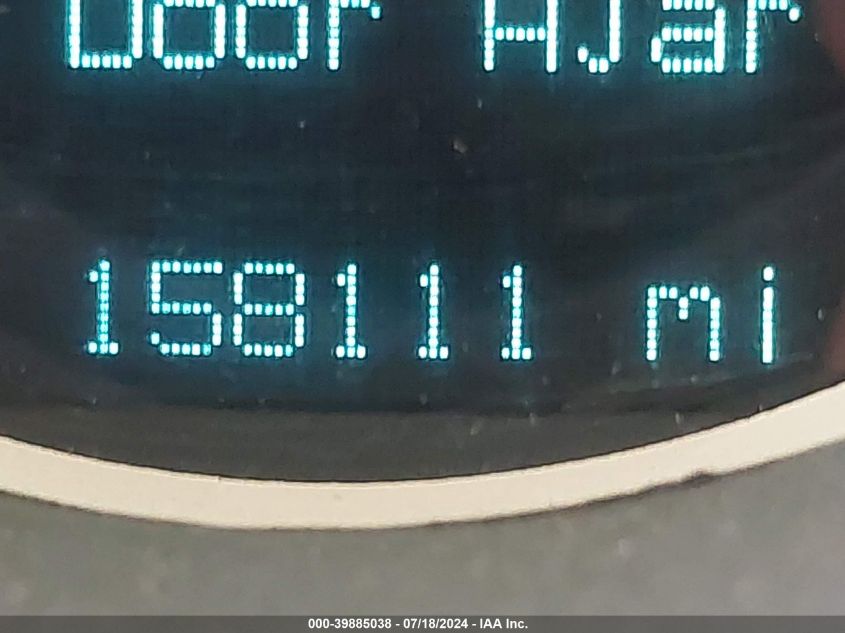 Door Ajar
158111 mi
000-39885038 - 07/18/2024 - IAA Inc.